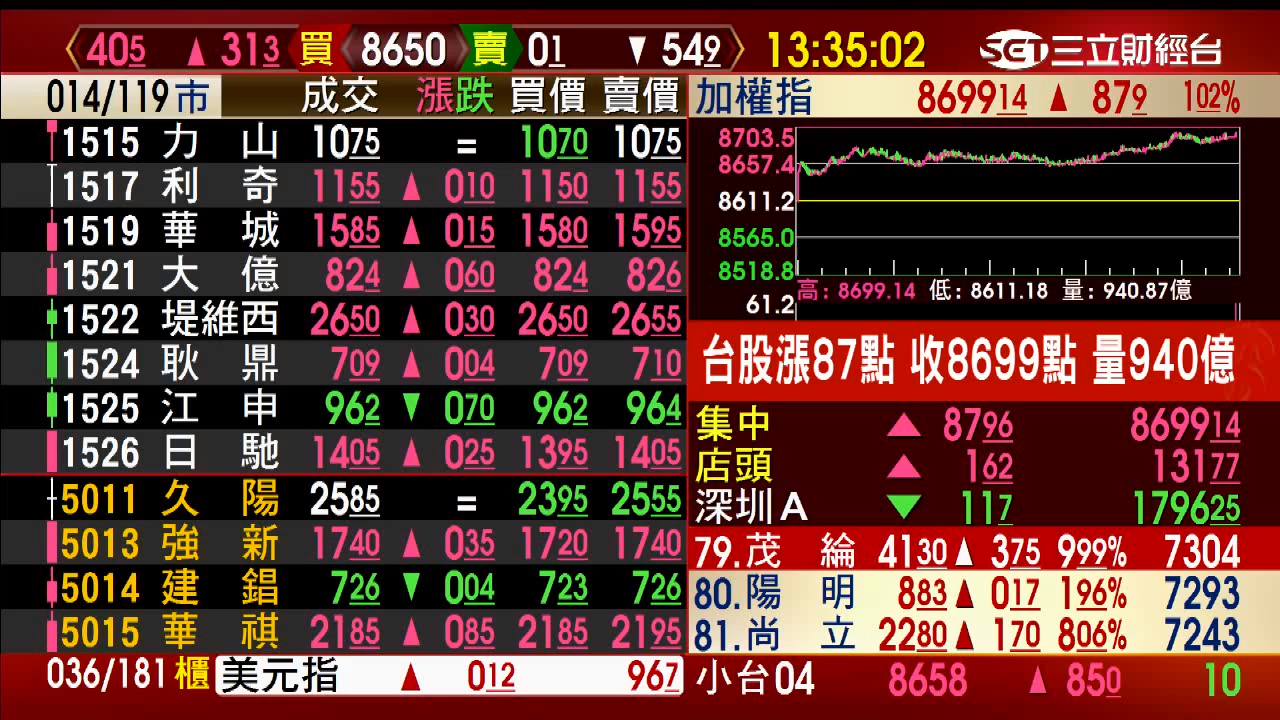 405 ▲ 313 買 8650 賣 01 ▼ 549 13:35:02 SET三立財經台
014/119 市 成交 漲跌 買價 賣價
1515 力山 1075 = 1070 1075
1517 利奇 1155 ▲ 010 1150 1155
1519 華城 1585 ▲ 015 1580 1595
1521 大億 824 ▲ 060 824 826
1522 堤維西 2650 ▲ 030 2650 2655
1524 耿鼎 709 ▲ 004 709 710
1525 江申 962 ▼ 070 962 964
1526 日馳 1405 ▲ 025 1395 1405
5011 久陽 2585 = 2395 2555
5013 強新 1740 ▲ 035 1720 1740
5014 建錩 726 ▼ 004 723 726
5015 華祺 2185 ▲ 085 2185 2195
036/181 櫃 美元指 ▲ 012 967
加權指 869914 ▲ 879 102%
8703.5
8657.4
8611.2
8565.0
8518.8
高: 8699.14 低: 8611.18 量: 940.87億
61.2
台股漲87點 收8699點 量940億
集中 ▲ 8796 869914
店頭 ▲ 162 13177
深圳A ▼ 117 179625
79.茂綸 4130 ▲ 375 999% 7304
80.陽明 883 ▲ 017 196% 7293
81.尚立 2280 ▲ 170 806% 7243
小台04 8658 ▲ 850 10